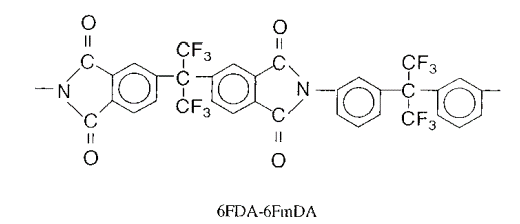 O O
C CF₃ C CF₃
N C N C
C CF₃ C CF₃
O O
6FDA-6FmDA